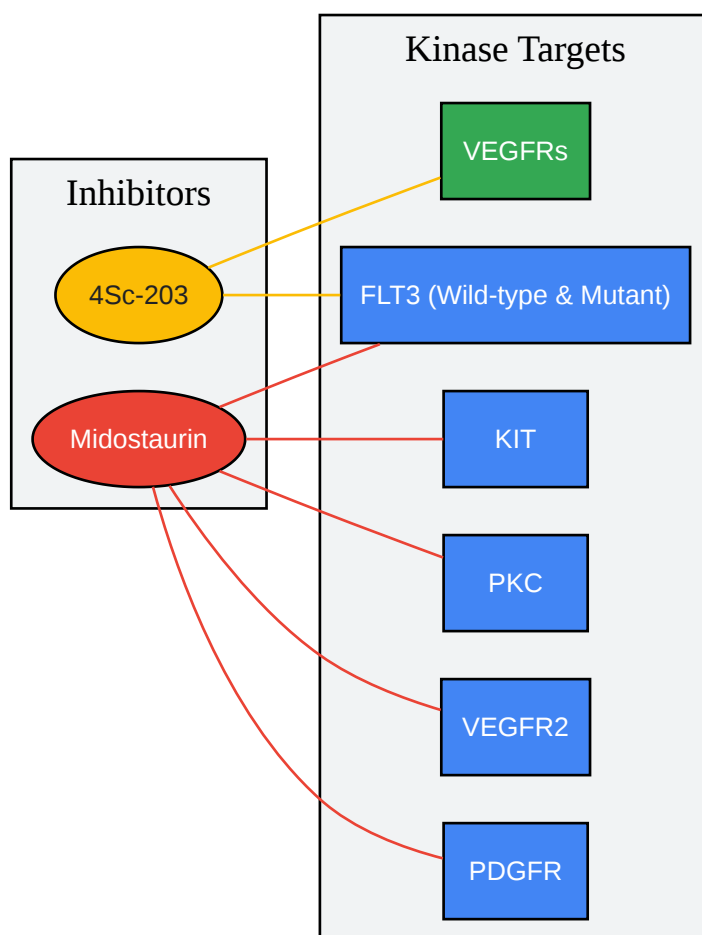 Kinase Targets
VEGFRs
Inhibitors
4Sc-203
FLT3 (Wild-type & Mutant)
Midostaurin
KIT
PKC
VEGFR2
PDGFR